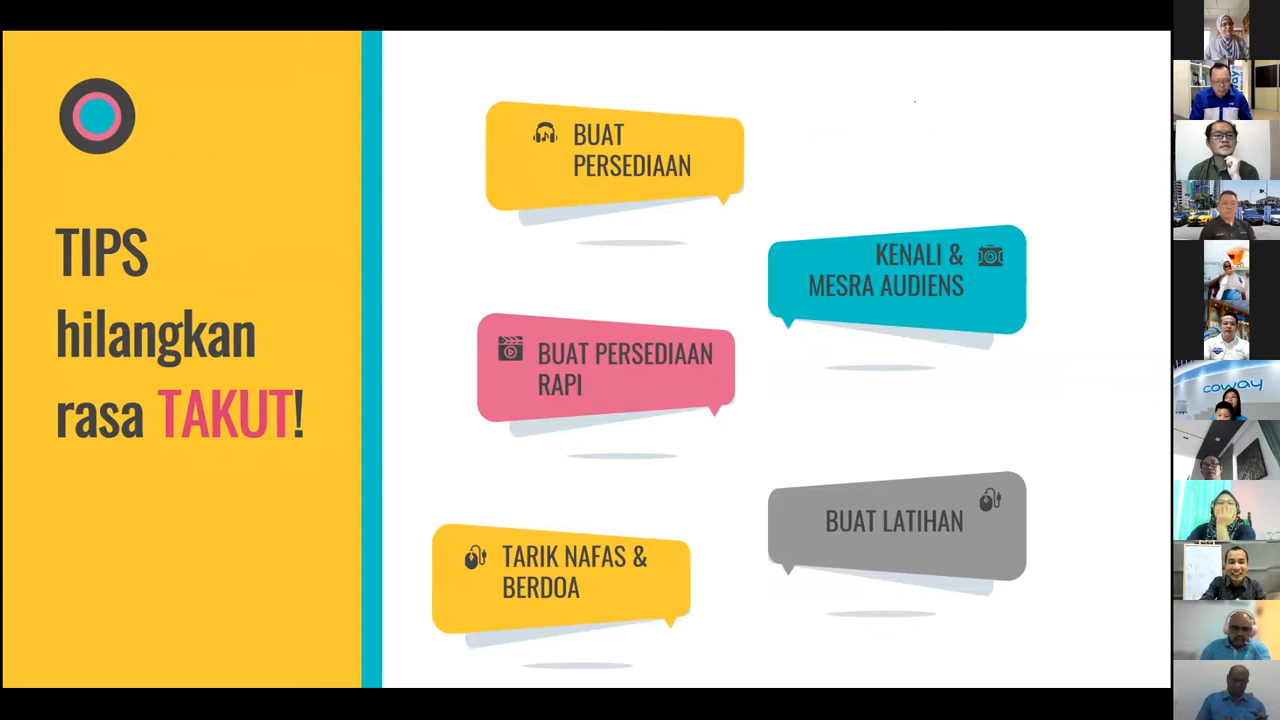 TIPS
hilangkan
rasa TAKUT!
BUAT
PERSEDIAAN
KENALI &
MESRA AUDIENS
BUAT PERSEDIAAN
RAPI
BUAT LATIHAN
TARIK NAFAS &
BERDOA
coway